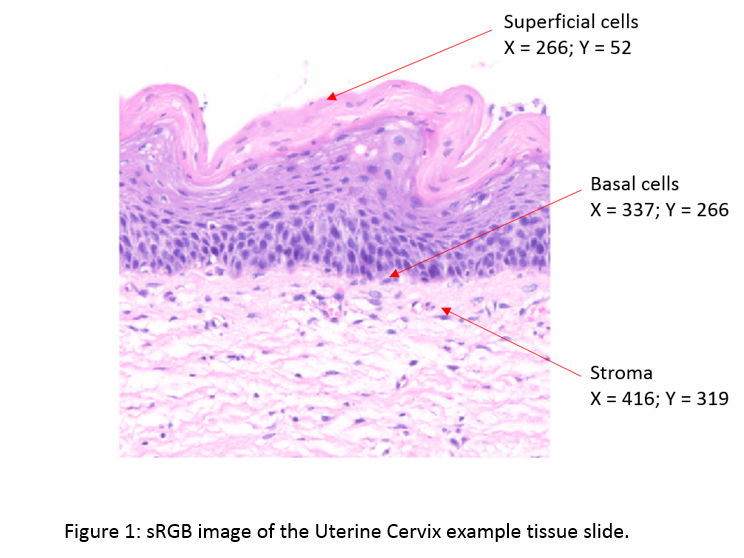 Superficial cells
X = 266; Y = 52
Basal cells
X = 337; Y = 266
Stroma
X = 416; Y = 319
Figure 1: sRGB image of the Uterine Cervix example tissue slide.